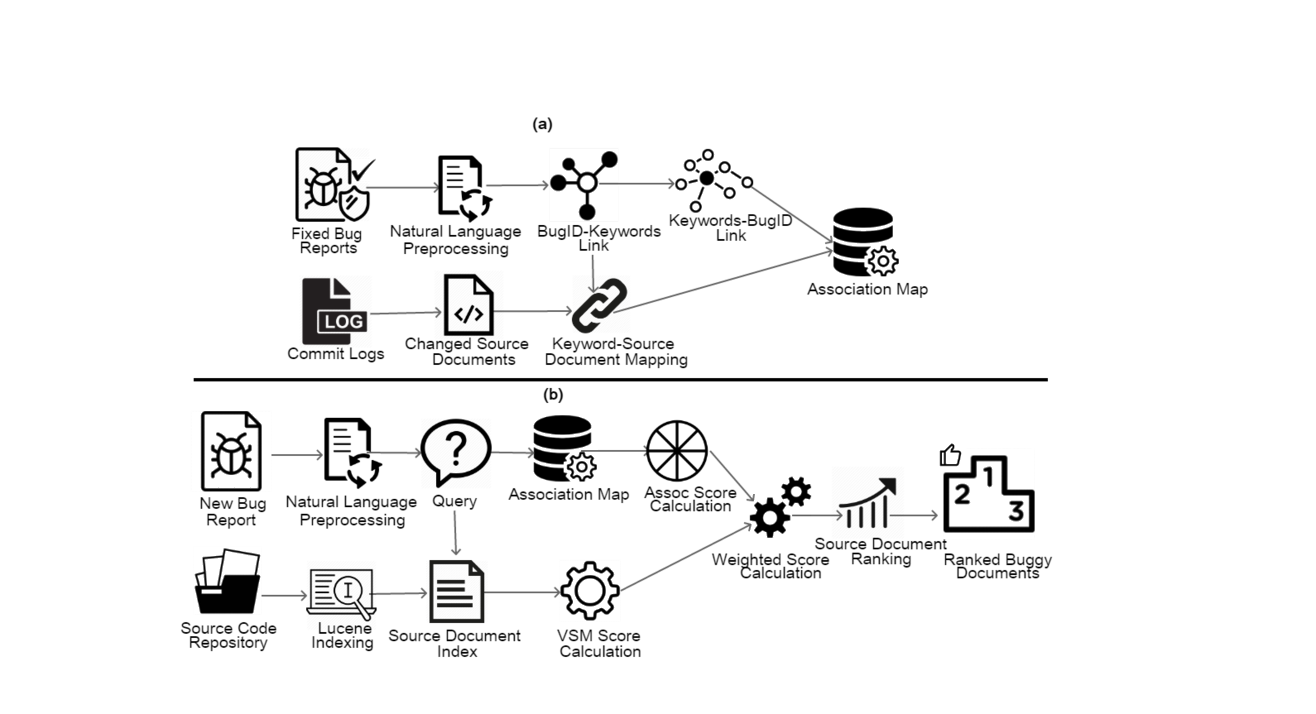 (a)
Fixed Bug
Reports
Natural Language
Preprocessing
BugID-Keywords
Link
Keywords-BugID
Link
Association Map
LOG
Commit Logs
</>
Changed Source
Documents
Keyword-Source
Document Mapping
(b)
New Bug
Report
Natural Language
Preprocessing
?
Query
Association Map
Assoc Score
Calculation
Weighted Score
Calculation
Source Document
Ranking
1
2
3
Ranked Buggy
Documents
Source Code
Repository
I
Lucene
Indexing
Source Document
Index
VSM Score
Calculation